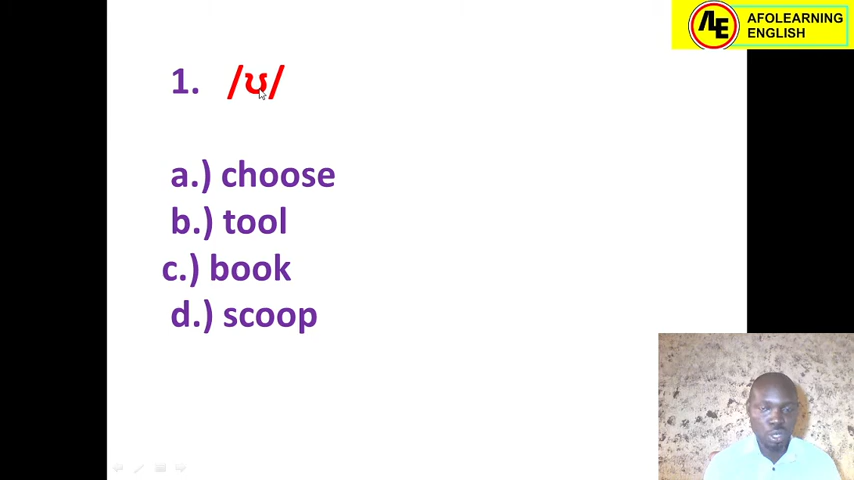 AFOLEARNING
ENGLISH
1. /ʊ/
a.) choose
b.) tool
c.) book
d.) scoop